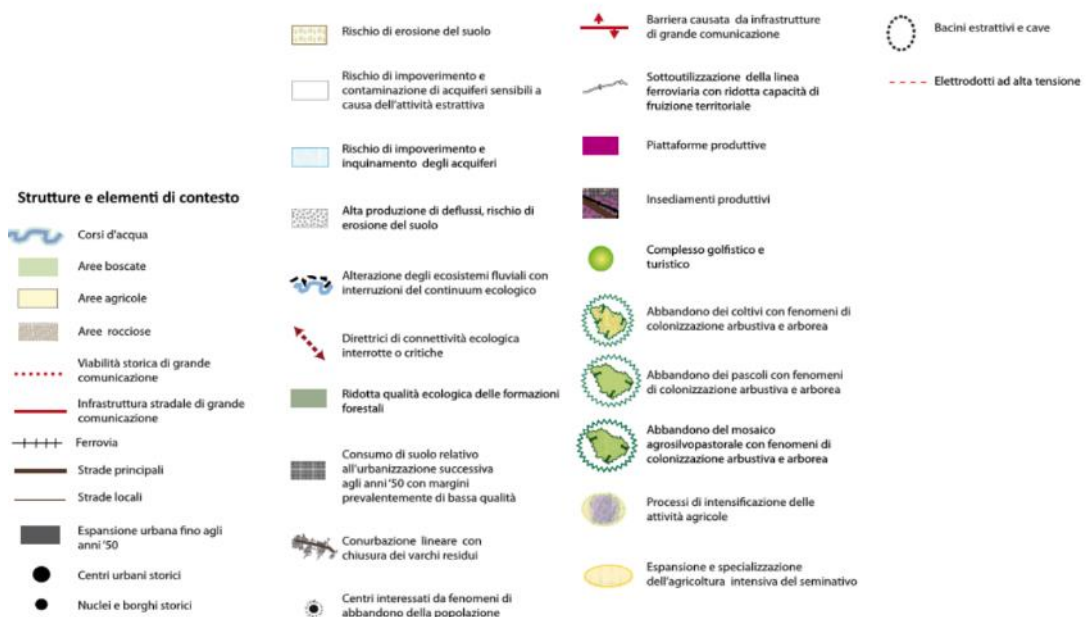 Strutture e elementi di contesto
Corsi d'acqua
Aree boscate
Aree agricole
Aree rocciose
Viabilità storica di grande
comunicazione
Infrastruttura stradale di grande
comunicazione
Ferrovia
Strade principali
Strade locali
Espansione urbana fino agli
anni '50
Centri urbani storici
Nuclei e borghi storici
Rischio di erosione del suolo
Rischio di impoverimento e
contaminazione di acquiferi sensibili a
causa dell'attività estrattiva
Rischio di impoverimento e
inquinamento degli acquiferi
Alta produzione di deflussi, rischio di
erosione del suolo
Alterazione degli ecosistemi fluviali con
interruzioni del continuum ecologico
Direttrici di connettività ecologica
interrotte o critiche
Ridotta qualità ecologica delle formazioni
forestali
Consumo di suolo relativo
all'urbanizzazione successiva
agli anni '50 con margini
prevalentemente di bassa qualità
Conurbazione lineare con
chiusura dei varchi residui
Centri interessati da fenomeni di
abbandono della popolazione
Barriera causata da infrastrutture
di grande comunicazione
Sottoutilizzazione della linea
ferroviaria con ridotta capacità di
fruizione territoriale
Piattaforme produttive
Insediamenti produttivi
Complesso golfistico e
turistico
Abbandono dei coltivi con fenomeni di
colonizzazione arbustiva e arborea
Abbandono dei pascoli con fenomeni
di colonizzazione arbustiva e arborea
Abbandono del mosaico
agrosilvopastorale con fenomeni di
colonizzazione arbustiva e arborea
Processi di intensificazione delle
attività agricole
Espansione e specializzazione
dell'agricoltura intensiva del seminativo
Bacini estrattivi e cave
Elettrodotti ad alta tensione